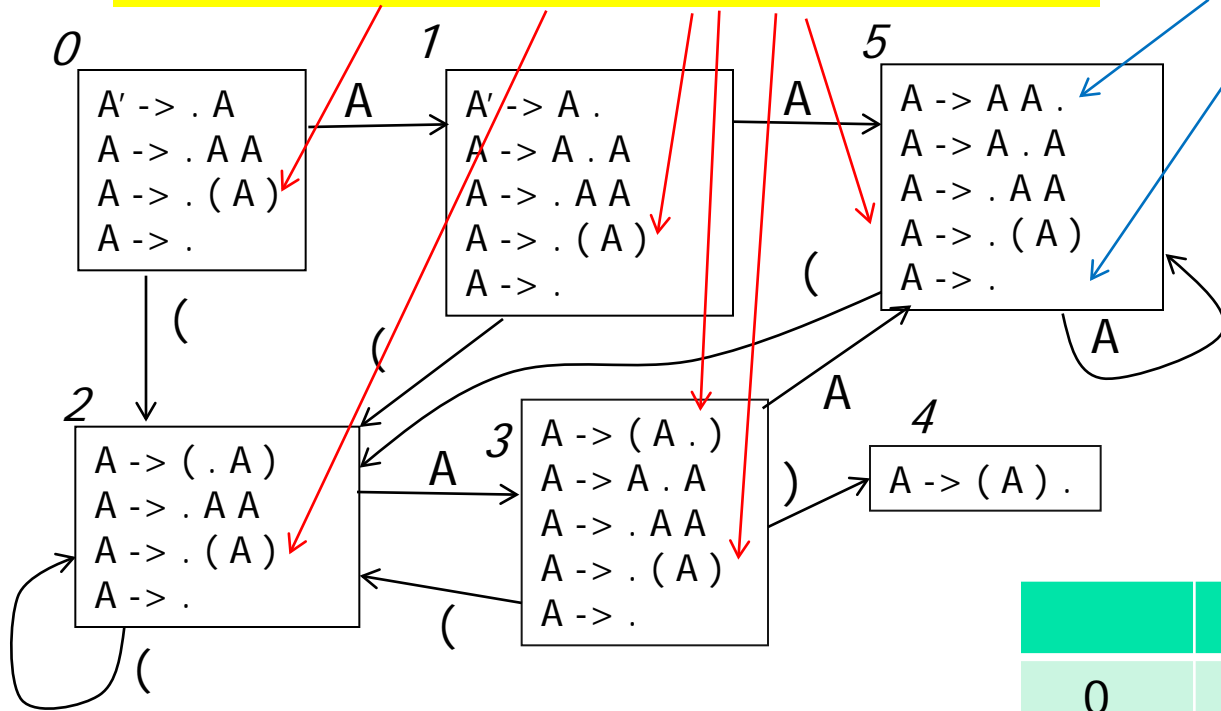 0
A' -> . A
A -> . A A
A -> . ( A )
A -> .
A
1
A' -> A .
A -> A . A
A -> . A A
A -> . ( A )
A -> .
A
5
A -> A A .
A -> A . A
A -> . A A
A -> . ( A )
A -> .
A
(
(
(
2
A -> ( . A )
A -> . A A
A -> . ( A )
A -> .
(
A
3
A -> ( A . )
A -> A . A
A -> . A A
A -> . ( A )
A -> .
(
A
)
4
A -> ( A ) .
0